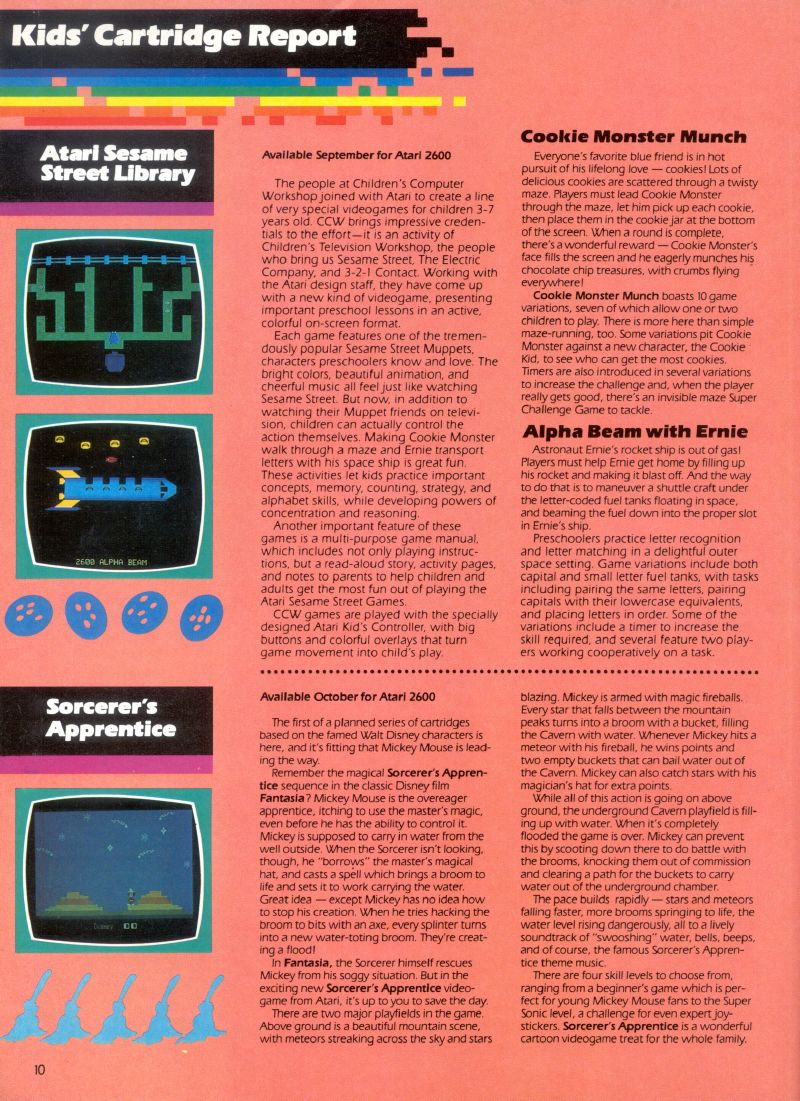 Kids' Cartridge Report
Atari Sesame
Street Library
Available September for Atari 2600
The people at Children's Computer
Workshop joined with Atari to create a line
of very special videogames for children 3-7
years old. CCW brings impressive creden-
tials to the effort—it is an activity of
Children's Television Workshop, the people
who bring us Sesame Street, The Electric
Company, and 3-2-1 Contact. Working with
the Atari design staff, they have come up
with a new kind of videogame, presenting
important preschool lessons in an active,
colorful on-screen format.
Each game features one of the tremen-
dously popular Sesame Street Muppets,
characters preschoolers know and love. The
bright colors, beautiful animation, and
cheerful music all feel just like watching
Sesame Street. But now, in addition to
watching their Muppet friends on televi-
sion, children can actually control the
action themselves. Making Cookie Monster
walk through a maze and Ernie transport
letters with his space ship is great fun.
These activities let kids practice important
concepts, memory, counting, strategy, and
alphabet skills, while developing powers of
concentration and reasoning.
Another important feature of these
games is a multi-purpose game manual,
which includes not only playing instruc-
tions, but a read-aloud story, activity pages,
and notes to parents to help children and
adults get the most fun out of playing the
Atari Sesame Street Games.
CCW games are played with the specially
designed Atari Kid's Controller, with big
buttons and colorful overlays that turn
game movement into child's play.
Cookie Monster Munch
Everyone's favorite blue friend is in hot
pursuit of his lifelong love — cookies! Lots of
delicious cookies are scattered through a twisty
maze. Players must lead Cookie Monster
through the maze, let him pick up each cookie,
then place them in the cookie jar at the bottom
of the screen. When a round is complete,
there's a wonderful reward — Cookie Monster's
face fills the screen and he eagerly munches his
chocolate chip treasures, with crumbs flying
everywhere!
Cookie Monster Munch boasts 10 game
variations, seven of which allow one or two
children to play. There is more here than simple
maze-running, too. Some variations pit Cookie
Monster against a new character, the Cookie
Kid, to see who can get the most cookies.
Timers are also introduced in several variations
to increase the challenge and, when the player
really gets good, there's an invisible maze Super
Challenge Game to tackle.
Alpha Beam with Ernie
Astronaut Ernie's rocket ship is out of gas!
Players must help Ernie get home by filling up
his rocket and making it blast off. And the way
to do that is to maneuver a shuttle craft under
the letter-coded fuel tanks floating in space,
and beaming the fuel down into the proper slot
in Ernie's ship.
Preschoolers practice letter recognition
and letter matching in a delightful outer
space setting. Game variations include both
capital and small letter fuel tanks, with tasks
including pairing the same letters, pairing
capitals with their lowercase equivalents,
and placing letters in order. Some of the
variations include a timer to increase the
skill required, and several feature two play-
ers working cooperatively on a task.
2600 ALPHA BEAM
Sorcerer's
Apprentice
Available October for Atari 2600
The first of a planned series of cartridges
based on the famed Walt Disney characters is
here, and it's fitting that Mickey Mouse is lead-
ing the way.
Remember the magical Sorcerer's Appren-
tice sequence in the classic Disney film
Fantasia? Mickey Mouse is the overeager
apprentice, itching to use the master's magic,
even before he has the ability to control it.
Mickey is supposed to carry in water from the
well outside. When the Sorcerer isn't looking,
though, he "borrows" the master's magical
hat, and casts a spell which brings a broom to
life and sets it to work carrying the water.
Great idea — except Mickey has no idea how
to stop his creation. When he tries hacking the
broom to bits with an axe, every splinter turns
into a new water-toting broom. They're creat-
ing a flood!
In Fantasia, the Sorcerer himself rescues
Mickey from his soggy situation. But in the
exciting new Sorcerer's Apprentice video-
game from Atari, it's up to you to save the day.
There are two major playfields in the game.
Above ground is a beautiful mountain scene,
with meteors streaking across the sky and stars
blazing. Mickey is armed with magic fireballs.
Every star that falls between the mountain
peaks turns into a broom with a bucket, filling
the Cavern with water. Whenever Mickey hits a
meteor with his fireball, he wins points and
two empty buckets that can bail water out of
the Cavern. Mickey can also catch stars with his
magician's hat for extra points.
While all of this action is going on above
ground, the underground Cavern playfield is fill-
ing up with water. When it's completely
flooded the game is over. Mickey can prevent
this by scooting down there to do battle with
the brooms, knocking them out of commission
and clearing a path for the buckets to carry
water out of the underground chamber.
The pace builds rapidly — stars and meteors
falling faster, more brooms springing to life, the
water level rising dangerously, all to a lively
soundtrack of "swooshing" water, bells, beeps,
and of course, the famous Sorcerer's Appren-
tice theme music.
There are four skill levels to choose from,
ranging from a beginner's game which is per-
fect for young Mickey Mouse fans to the Super
Sonic level, a challenge for even expert joy-
stickers. Sorcerer's Apprentice is a wonderful
cartoon videogame treat for the whole family.
Disney
10